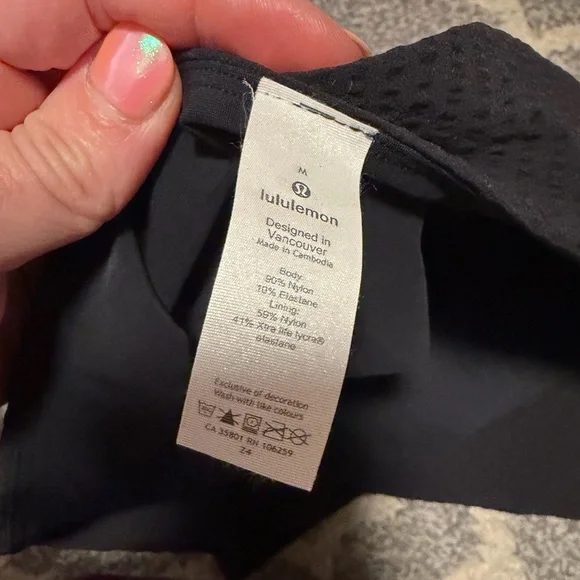 M
lululemon
Designed in
Vancouver
Made in Cambodia
Body:
90% Nylon
10% Elastane
Lining:
59% Nylon
41% Xtra life lycra®
elastane
Exclusive of decoration
Wash with like colours
CA 35801 RN 106259
Z4